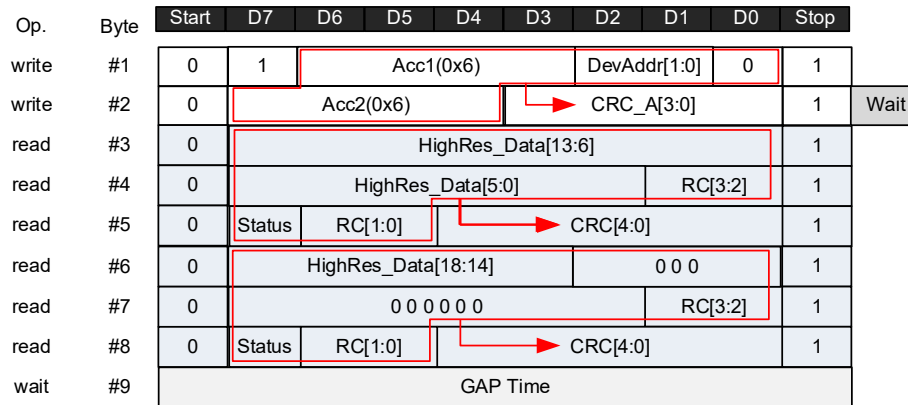 Op. Byte Start D7 D6 D5 D4 D3 D2 D1 D0 Stop
write #1 0 1 Acc1(0x6) DevAddr[1:0] 0 1
write #2 0 Acc2(0x6) CRC_A[3:0] 1 Wait
read #3 0 HighRes_Data[13:6] 1
read #4 0 HighRes_Data[5:0] RC[3:2] 1
read #5 0 Status RC[1:0] CRC[4:0] 1
read #6 0 HighRes_Data[18:14] 0 0 0 1
read #7 0 0 0 0 0 0 0 RC[3:2] 1
read #8 0 Status RC[1:0] CRC[4:0] 1
wait #9 GAP Time